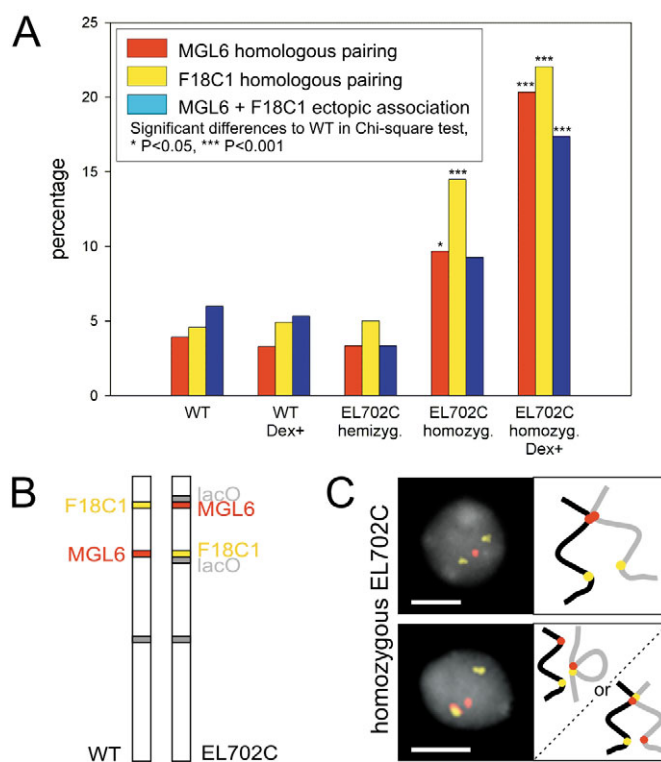 A
25
20
15
10
5
0
percentage
MGL6 homologous pairing
F18C1 homologous pairing
MGL6 + F18C1 ectopic association
Significant differences to WT in Chi-square test,
* P<0.05, *** P<0.001
*
***
***
***
***
WT
WT
Dex+
EL702C
hemizyg.
EL702C
homozyg.
EL702C
homozyg.
Dex+
B
F18C1
MGL6
lacO
MGL6
F18C1
lacO
WT
EL702C
C
homozygous EL702C
or